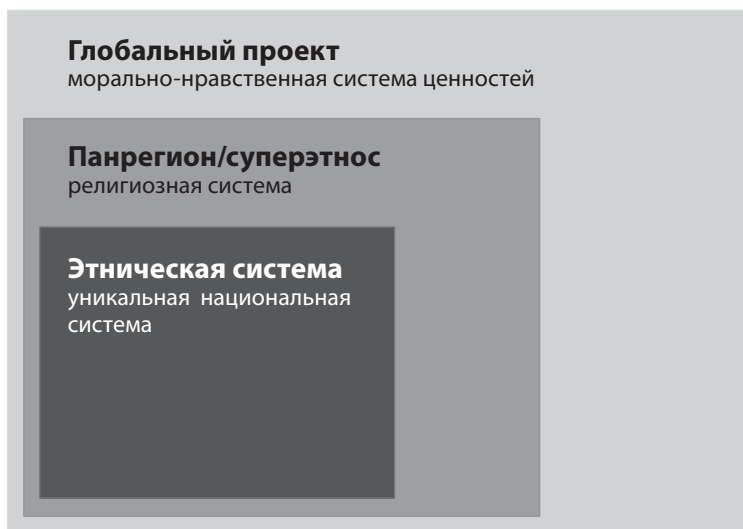 Глобальный проект
морально-нравственная система ценностей
Панрегион/суперэтнос
религиозная система
Этническая система
уникальная национальная
система